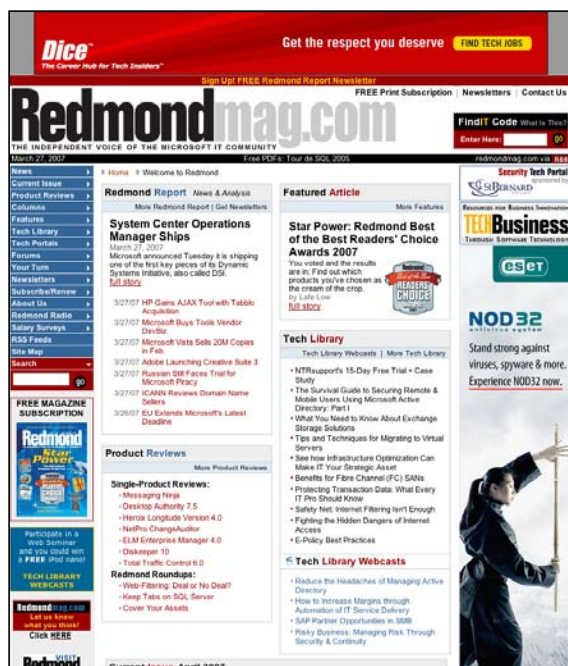 Dice™
The Career Hub for Tech Insiders™
Get the respect you deserve
FIND TECH JOBS
Sign Up! FREE Redmond Report Newsletter
FREE Print Subscription | Newsletters | Contact Us
Redmondmag.com
THE INDEPENDENT VOICE OF THE MICROSOFT IT COMMUNITY
FindIT Code What is This?
Enter Here: go
March 27, 2007
Free PDFs: Tour de SQL 2005
redmondmag.com via RSS
News
Current Issue
Product Reviews
Columns
Features
Tech Library
Tech Portals
Forums
Your Turn
Newsletters
Subscribe/Renew
About Us
Redmond Radio
Salary Surveys
RSS Feeds
Site Map
Search
go
FREE MAGAZINE
SUBSCRIPTION
Redmond
Star
Power
Participate in a
Web Seminar
and you could win
a FREE iPod nano!
TECH LIBRARY
WEBCASTS
Redmondmag.com
Let us know
what you think!
Click HERE
VISIT
Redmond
Home Welcome to Redmond
Redmond Report News & Analysis
More Redmond Report | Get Newsletters
System Center Operations
Manager Ships
March 27, 2007
Microsoft announced Tuesday it is shipping
one of the first key pieces of its Dynamic
Systems Initiative, also called DSI.
full story
3/27/07 HP Gains AJAX Tool with Tabblo
Acquisition
3/27/07 Microsoft Buys Tools Vendor
DevBiz
3/27/07 Microsoft Vista Sells 20M Copies
in Feb.
3/27/07 Adobe Launching Creative Suite 3
3/27/07 Russian Still Faces Trial for
Microsoft Piracy
3/27/07 ICANN Reviews Domain Name
Sellers
3/26/07 EU Extends Microsoft's Latest
Deadline
Product Reviews
More Product Reviews
Single-Product Reviews:
Messaging Ninja
Desktop Authority 7.5
Heroix Longitude Version 4.0
NetPro ChangeAuditor
ELM Enterprise Manager 4.0
Diskeeper 10
Total Traffic Control 6.0
Redmond Roundups:
Web-Filtering: Deal or No Deal?
Keep Tabs on SQL Server
Cover Your Assets
Current Issue April 2007
Featured Article
More Features
Star Power: Redmond Best
of the Best Readers' Choice
Awards 2007
You voted and the results
are in: Find out which
products you've chosen as
the cream of the crop.
by Lafe Low
full story
READERS
CHOICE
Tech Library
Tech Library Webcasts | More Tech Library
NTRsupport's 15-Day Free Trial + Case
Study
The Survival Guide to Securing Remote &
Mobile Users Using Microsoft Active
Directory: Part I
What You Need to Know About Exchange
Storage Solutions
Tips and Techniques for Migrating to Virtual
Servers
See how Infrastructure Optimization Can
Make IT Your Strategic Asset
Benefits for Fibre Channel (FC) SANs
Protecting Transaction Data: What Every
IT Pro Should Know
Safety Net: Internet Filtering Isn't Enough
Fighting the Hidden Dangers of Internet
Access
E-Policy Best Practices
Tech Library Webcasts
Reduce the Headaches of Managing Active
Directory
How to Increase Margins through
Automation of IT Service Delivery
SAP Partner Opportunities in SMB
Risky Business: Managing Risk Through
Security & Continuity
Security Tech Portal
sponsored by
ST.BERNARD
RESOURCES FOR BUSINESS INNOVATION
TECHBusiness
THROUGH SOFTWARE TECHNOLOGY
eset
NOD32
antivirus system
Stand strong against
viruses, spyware & more.
Experience NOD32 now.